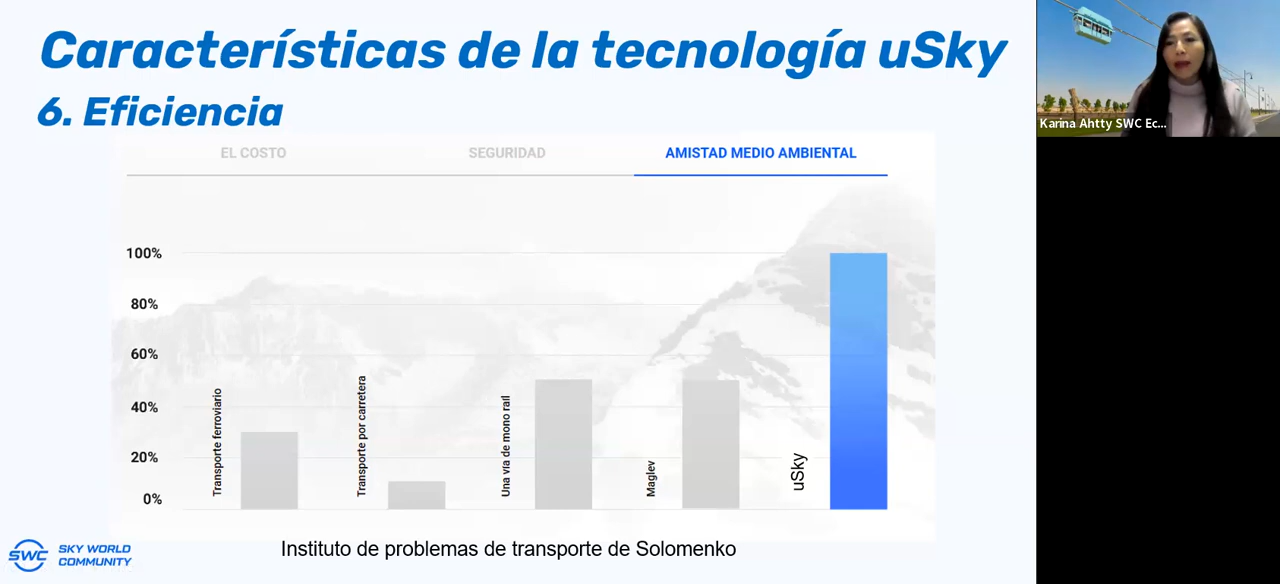 Características de la tecnología uSky
6. Eficiencia
EL COSTO
SEGURIDAD
AMISTAD MEDIO AMBIENTAL
100%
80%
60%
40%
20%
0%
Transporte ferroviario
Transporte por carretera
Una vía de mono rail
Maglev
uSky
SWC
SKY WORLD
COMMUNITY
Instituto de problemas de transporte de Solomenko
Karina Ahtty SWC Ec...